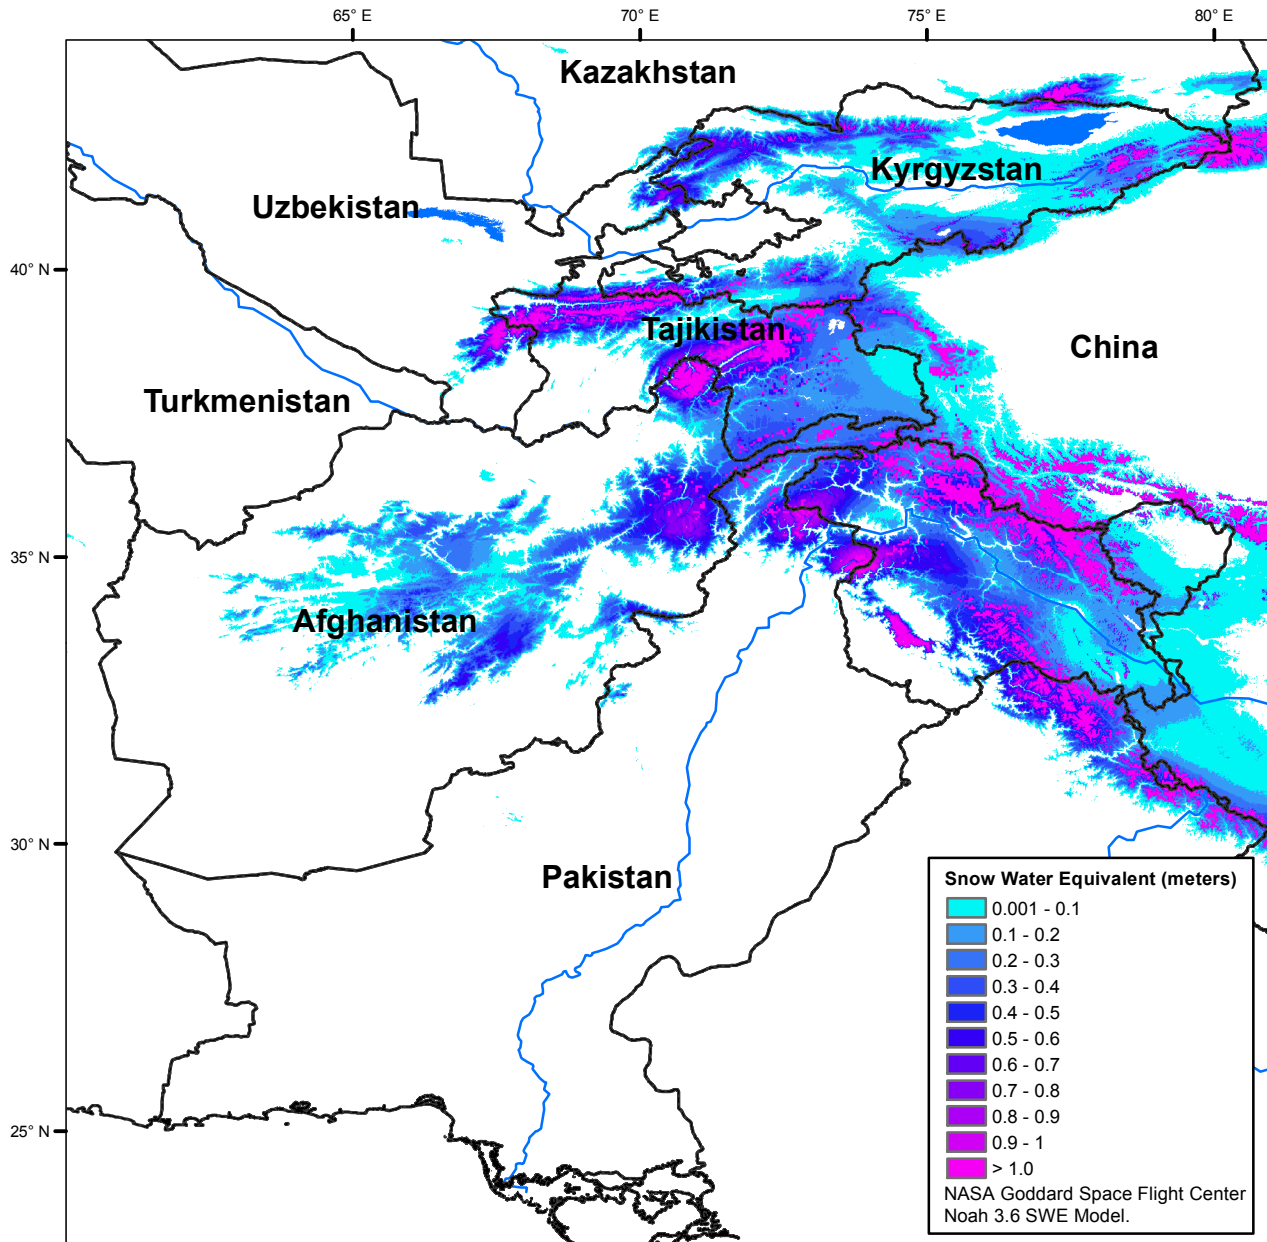 65° E
70° E
75° E
80° E
Kazakhstan
Kyrgyzstan
Uzbekistan
40° N
Tajikistan
China
Turkmenistan
35° N
Afghanistan
30° N
Pakistan
25° N
Snow Water Equivalent (meters)
0.001 - 0.1
0.1 - 0.2
0.2 - 0.3
0.3 - 0.4
0.4 - 0.5
0.5 - 0.6
0.6 - 0.7
0.7 - 0.8
0.8 - 0.9
0.9 - 1
> 1.0
NASA Goddard Space Flight Center
Noah 3.6 SWE Model.